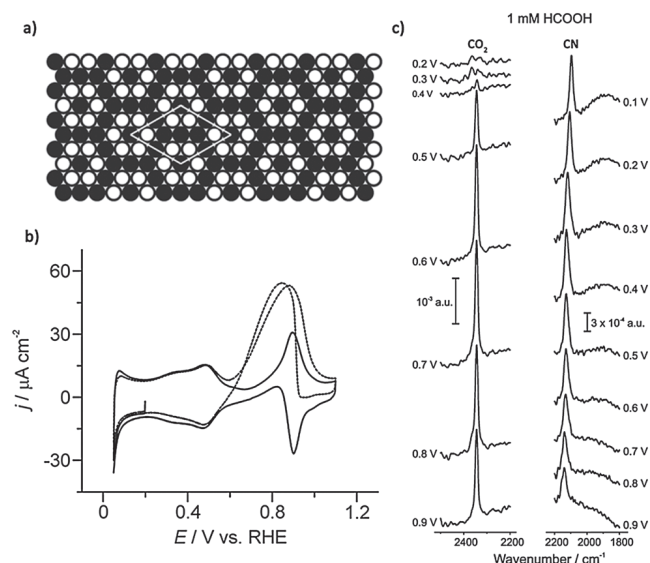 a)
b)
60
30
0
-30
j / μA cm⁻²
0
0.4
0.8
1.2
E / V vs. RHE
c)
1 mM HCOOH
CO₂
0.2 V
0.3 V
0.4 V
0.5 V
0.6 V
10⁻³ a.u.
0.7 V
0.8 V
0.9 V
2400
2200
CN
0.1 V
0.2 V
0.3 V
0.4 V
3 x 10⁻⁴ a.u.
0.5 V
0.6 V
0.7 V
0.8 V
0.9 V
2200
2000
1800
Wavenumber / cm⁻¹